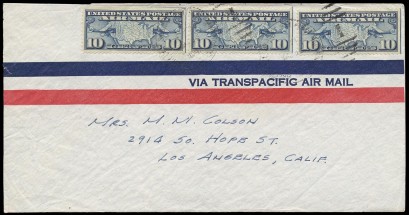 UNITED STATES POSTAGE UNITED STATES POSTAGE UNITED STATES POSTAGE
AIR MAIL AIR MAIL AIR MAIL
10 10 10 10 10 10
VIA TRANSPACIFIC AIR MAIL
MRS. M. W. COLSON
2914 SO. HOPE ST.
LOS ANGELES, CALIF.